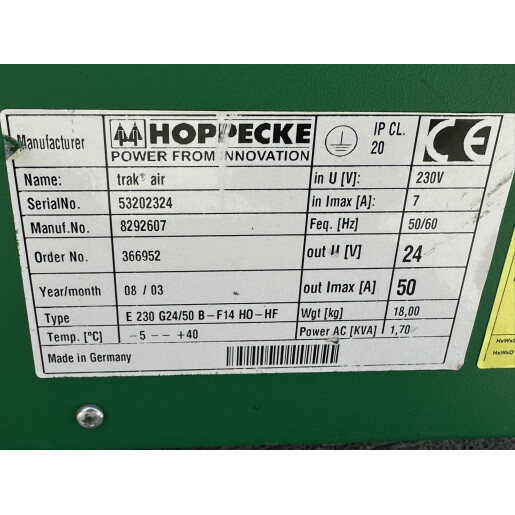 Manufacturer HOPPECKE IP CL. CE
POWER FROM INNOVATION 20
Name: trak® air in U [V]: 230V
SerialNo. 53202324 in Imax [A]: 7
Manuf.No. 8292607 Feq. [Hz] 50/60
Order No. 366952 out U [V] 24
Year/month 08 / 03 out Imax [A] 50
Type E 230 G24/50 B-F14 HO-HF Wgt [kg] 18,00
Temp. [°C] -5 -- +40 Power AC [KVA] 1,70
Made in Germany
HxWxD